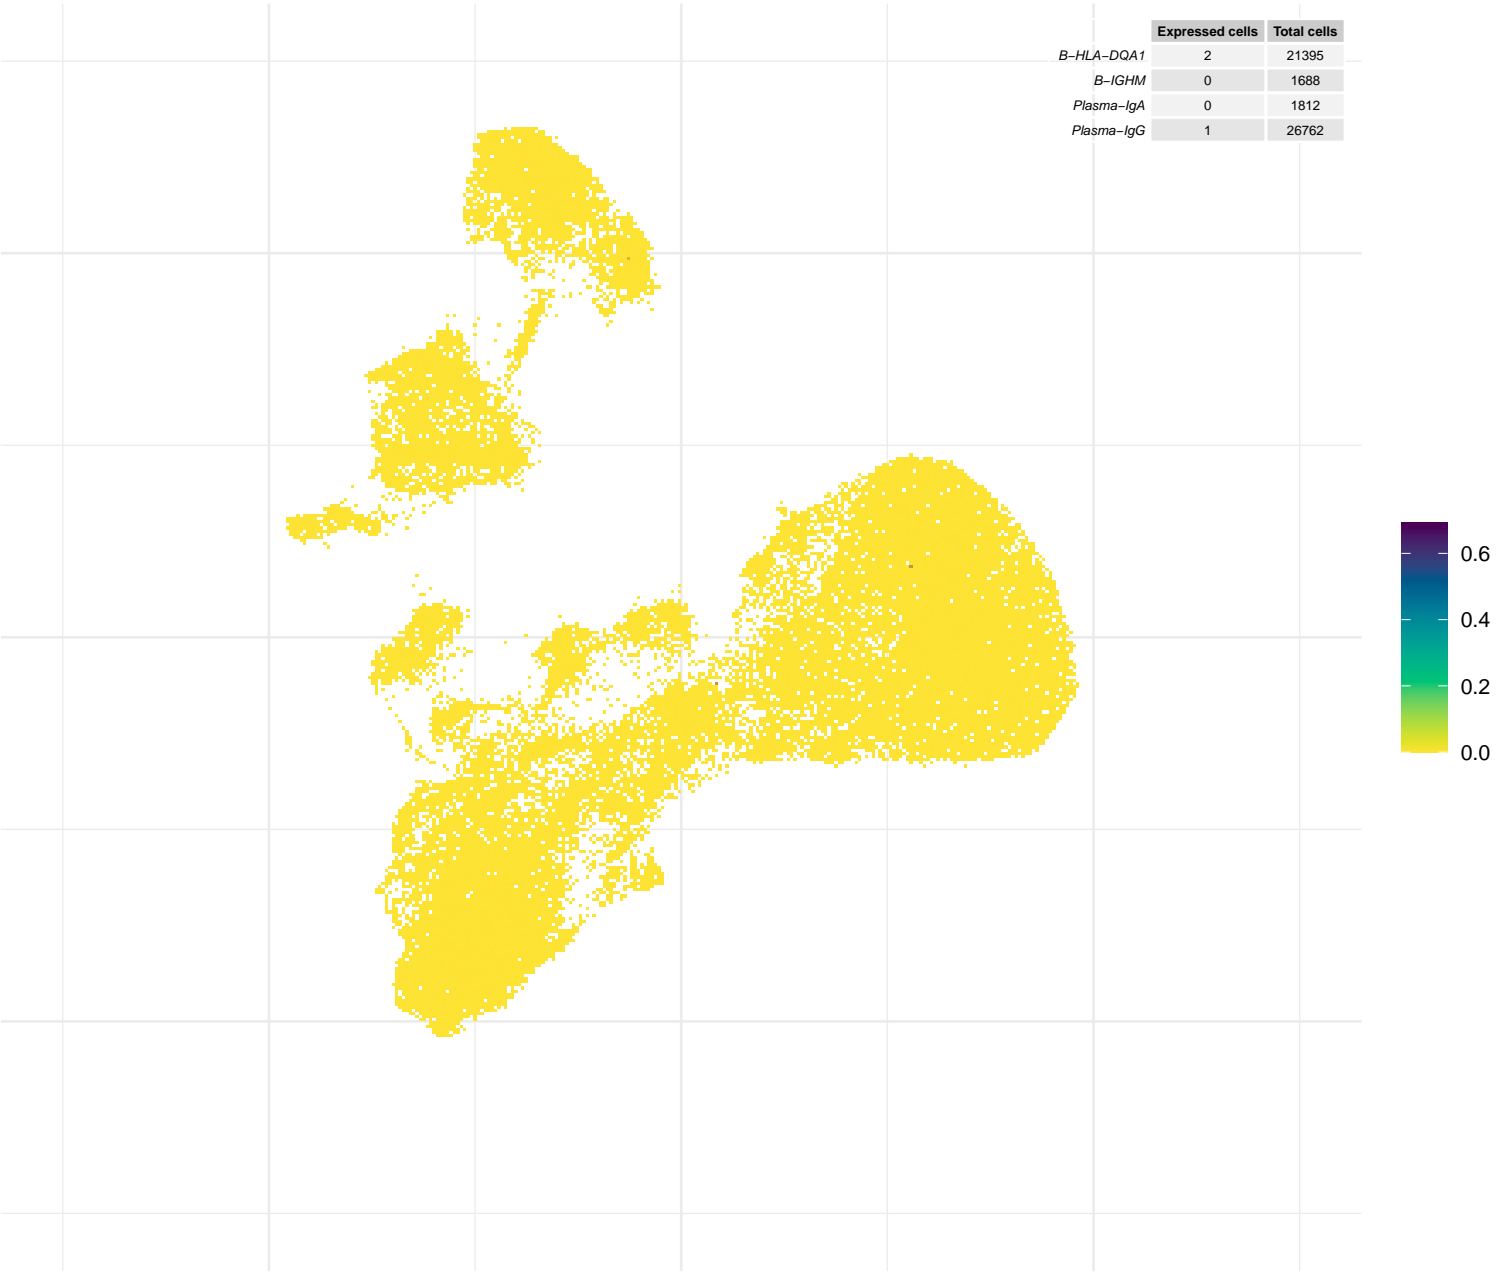 Expressed cells Total cells
B−HLA−DQA1 2 21395
B−IGHM 0 1688
Plasma−IgA 0 1812
Plasma−IgG 1 26762
0.6
0.4
0.2
0.0